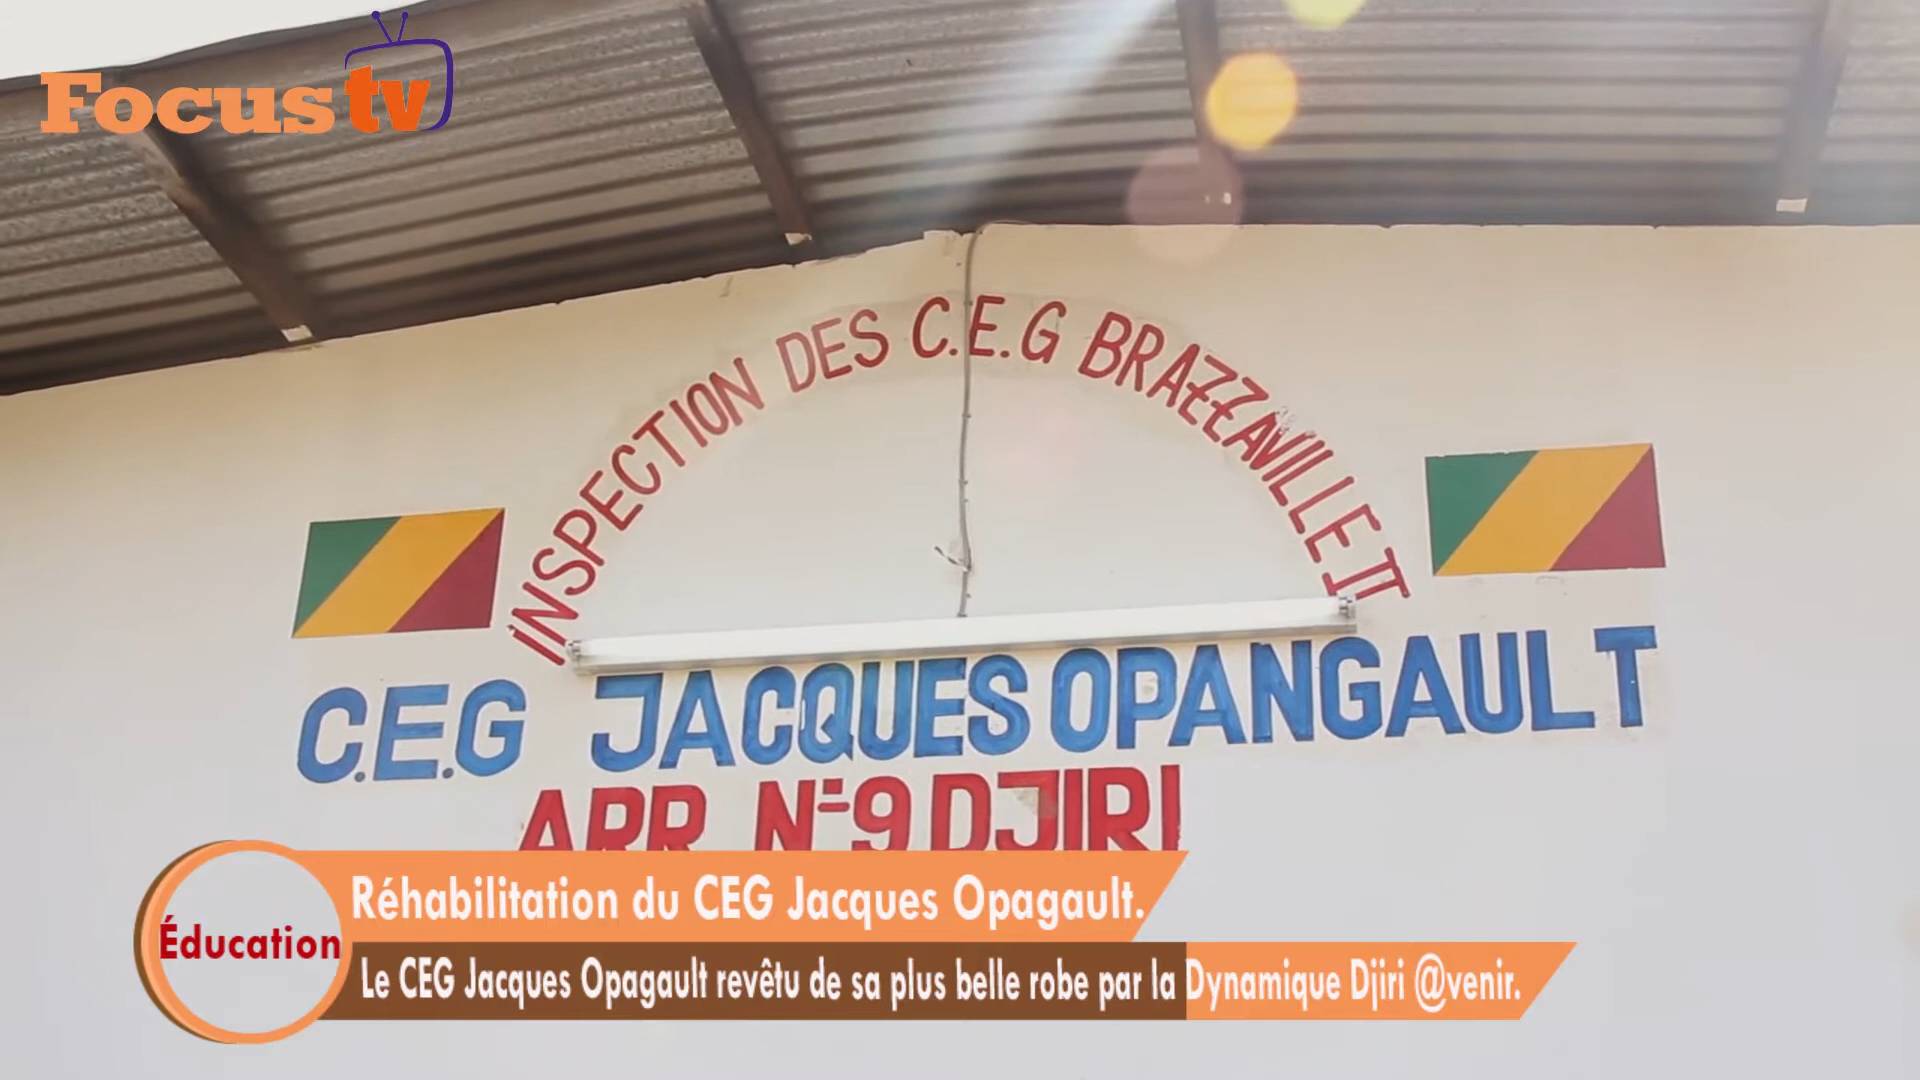 Focus tv
INSPECTION DES C.E.G BRAZZAVILLE II
C.E.G JACQUES OPANGAULT
ARR N=9 DJIRI
Éducation
Réhabilitation du CEG Jacques Opagault.
Le CEG Jacques Opagault revêtu de sa plus belle robe par la Dynamique Djiri @venir.